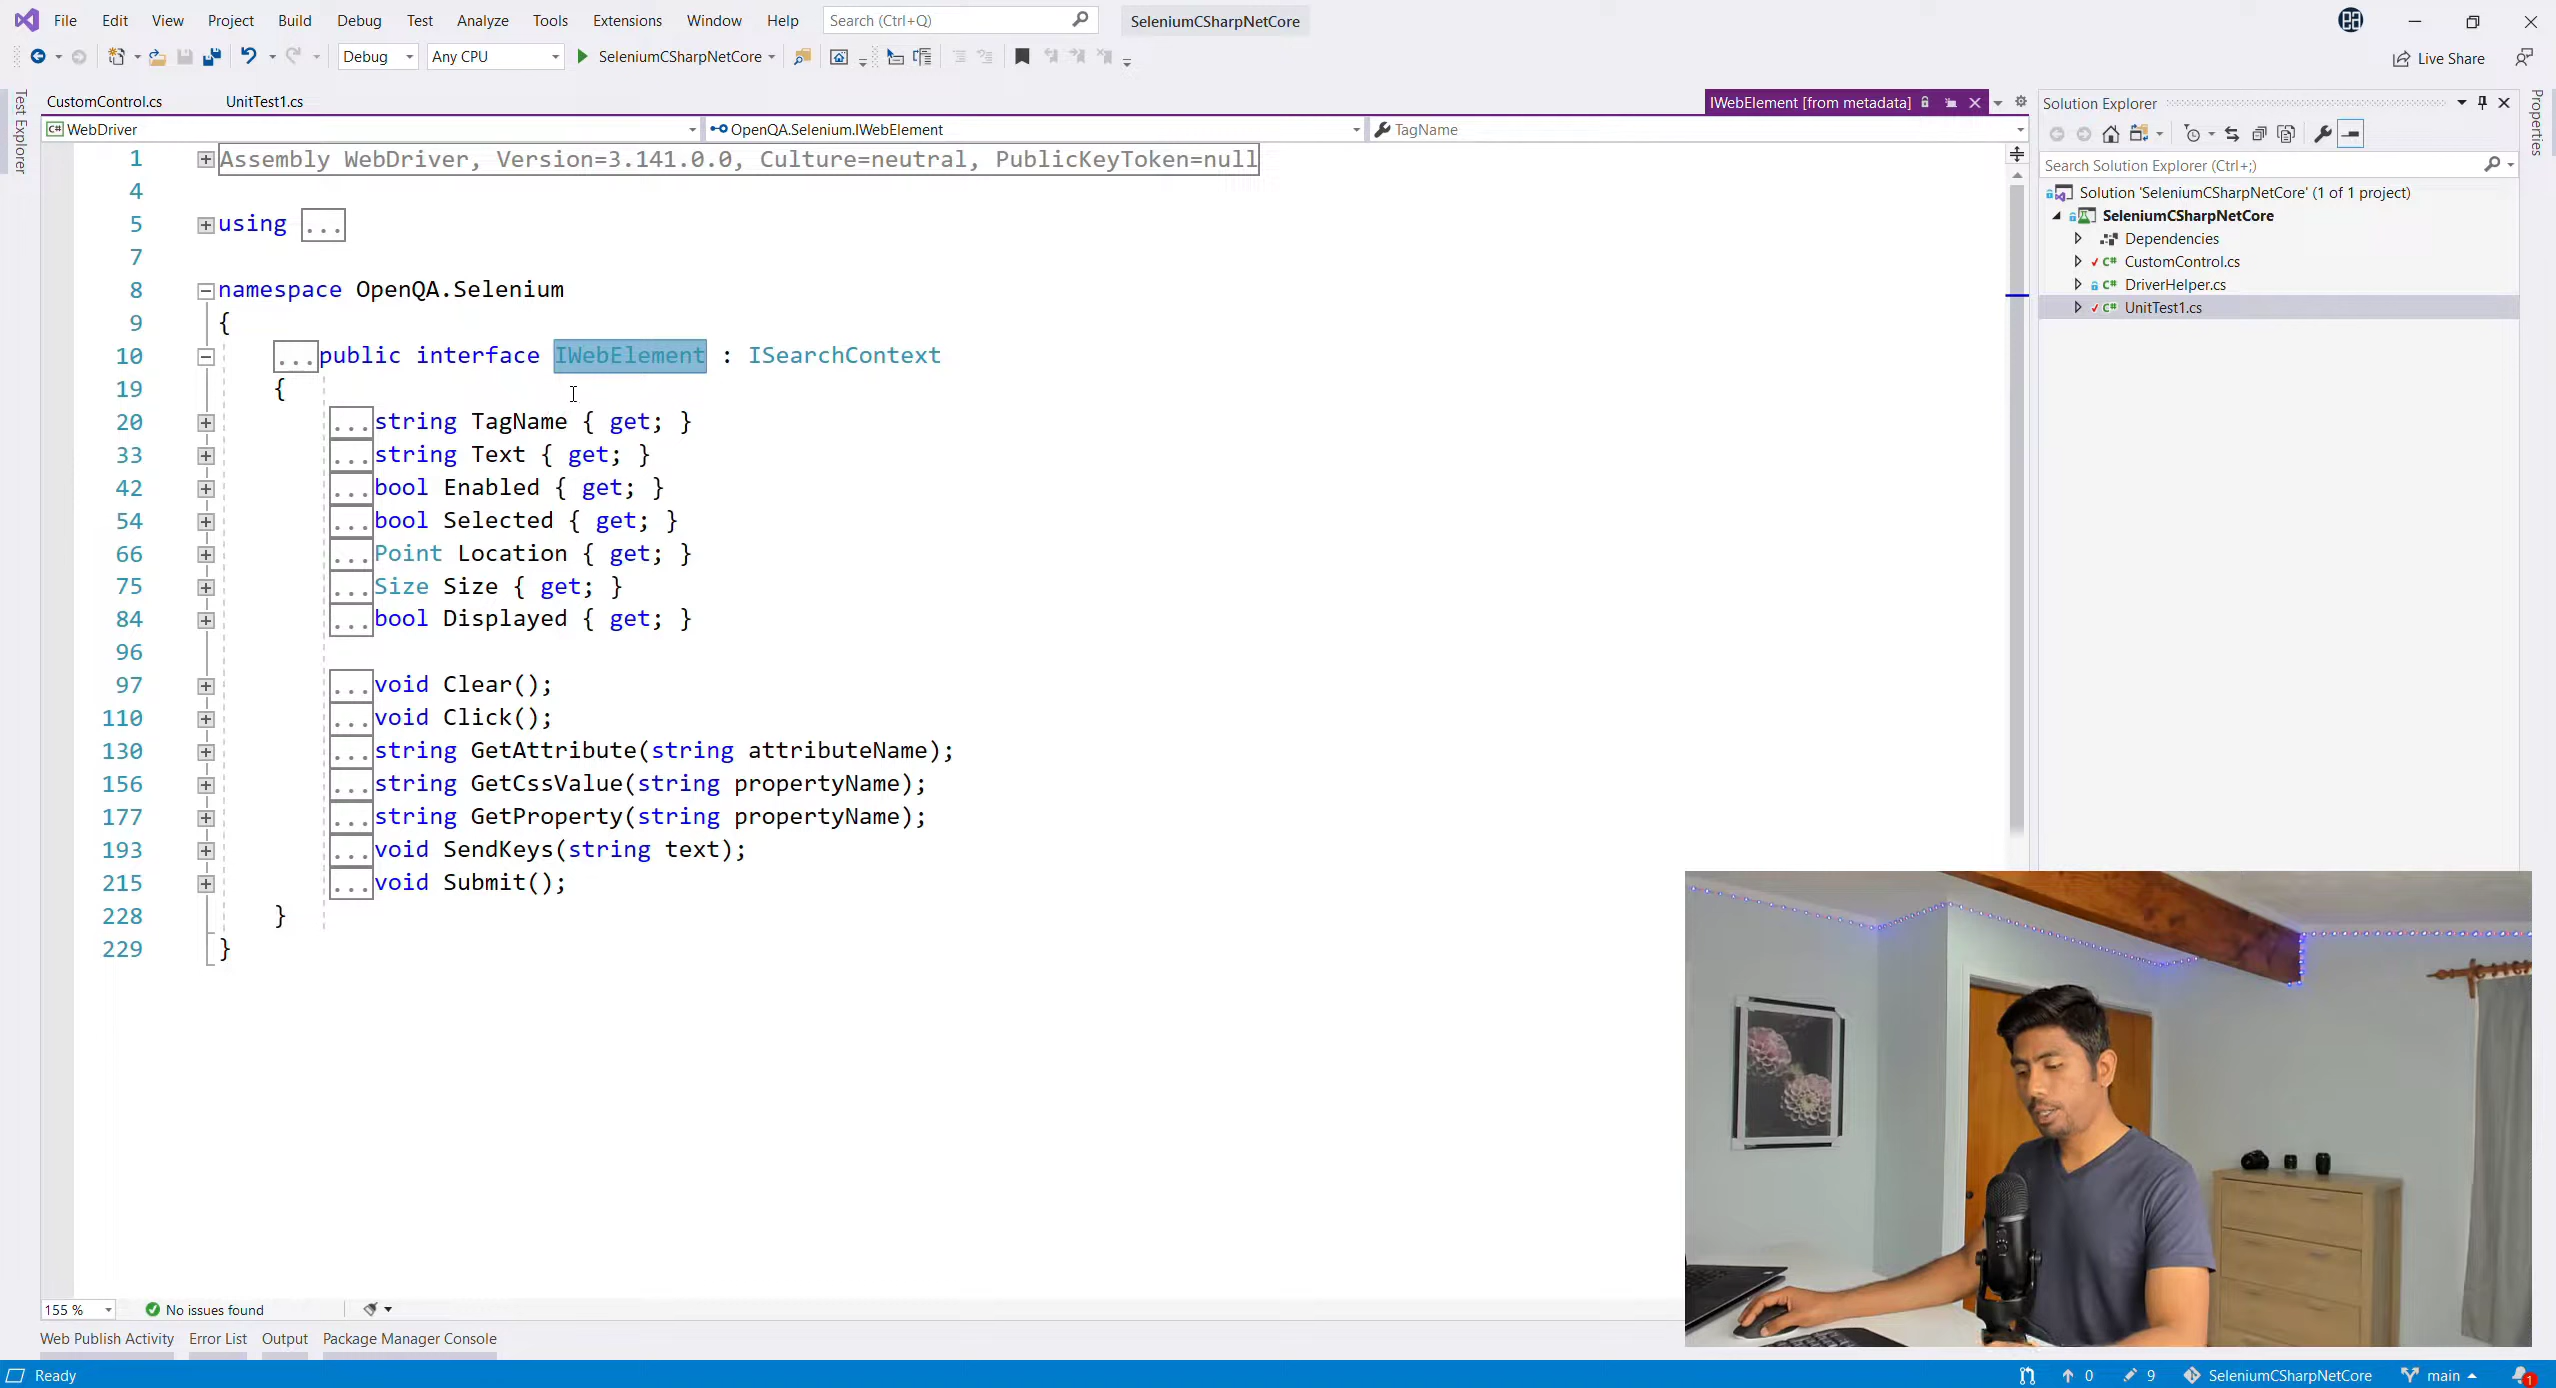 File Edit View Project Build Debug Test Analyze Tools Extensions Window Help Search (Ctrl+Q) SeleniumCSharpNetCore
Debug Any CPU SeleniumCSharpNetCore Live Share
Test Explorer
CustomControl.cs UnitTest1.cs IWebElement [from metadata]
WebDriver OpenQA.Selenium.IWebElement TagName
1 Assembly WebDriver, Version=3.141.0.0, Culture=neutral, PublicKeyToken=null
4
5 using ...
7
8 namespace OpenQA.Selenium
9 {
10 ...public interface IWebElement : ISearchContext
19 {
20 ...string TagName { get; }
33 ...string Text { get; }
42 ...bool Enabled { get; }
54 ...bool Selected { get; }
66 ...Point Location { get; }
75 ...Size Size { get; }
84 ...bool Displayed { get; }
96
97 ...void Clear();
110 ...void Click();
130 ...string GetAttribute(string attributeName);
156 ...string GetCssValue(string propertyName);
177 ...string GetProperty(string propertyName);
193 ...void SendKeys(string text);
215 ...void Submit();
228 }
229 }
Solution Explorer
Search Solution Explorer (Ctrl+;)
Solution 'SeleniumCSharpNetCore' (1 of 1 project)
SeleniumCSharpNetCore
Dependencies
C# CustomControl.cs
C# DriverHelper.cs
C# UnitTest1.cs
Properties
155 % No issues found
Web Publish Activity Error List Output Package Manager Console
Ready 0 9 SeleniumCSharpNetCore main 1